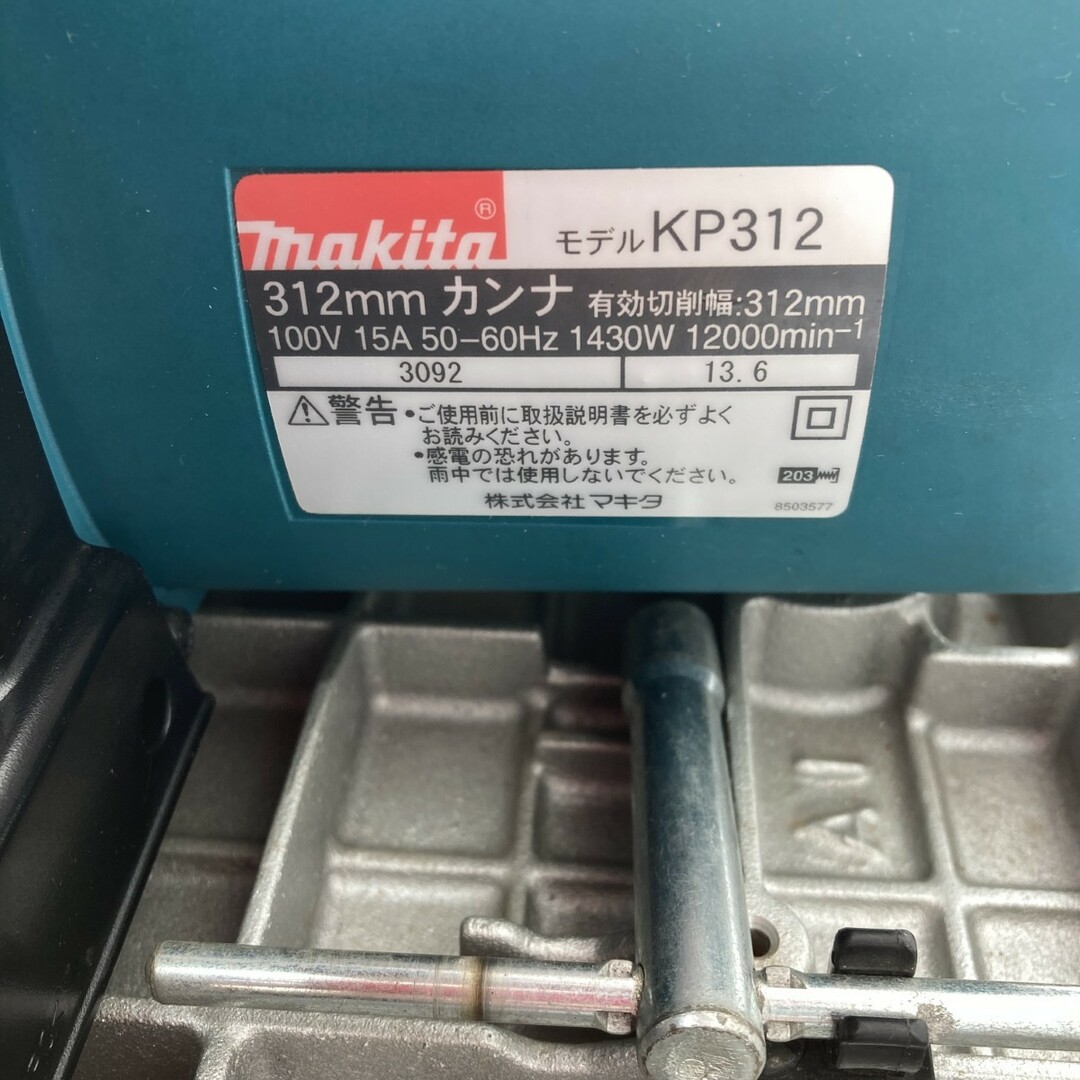 makita®
モデル KP312
312mm カンナ 有効切削幅:312mm
100V 15A 50-60Hz 1430W 12000min-1
3092 13.6
警告 •ご使用前に取扱説明書を必ずよく
お読みください。
•感電の恐れがあります。
雨中では使用しないでください。
株式会社 マキタ
203
8503577
AI